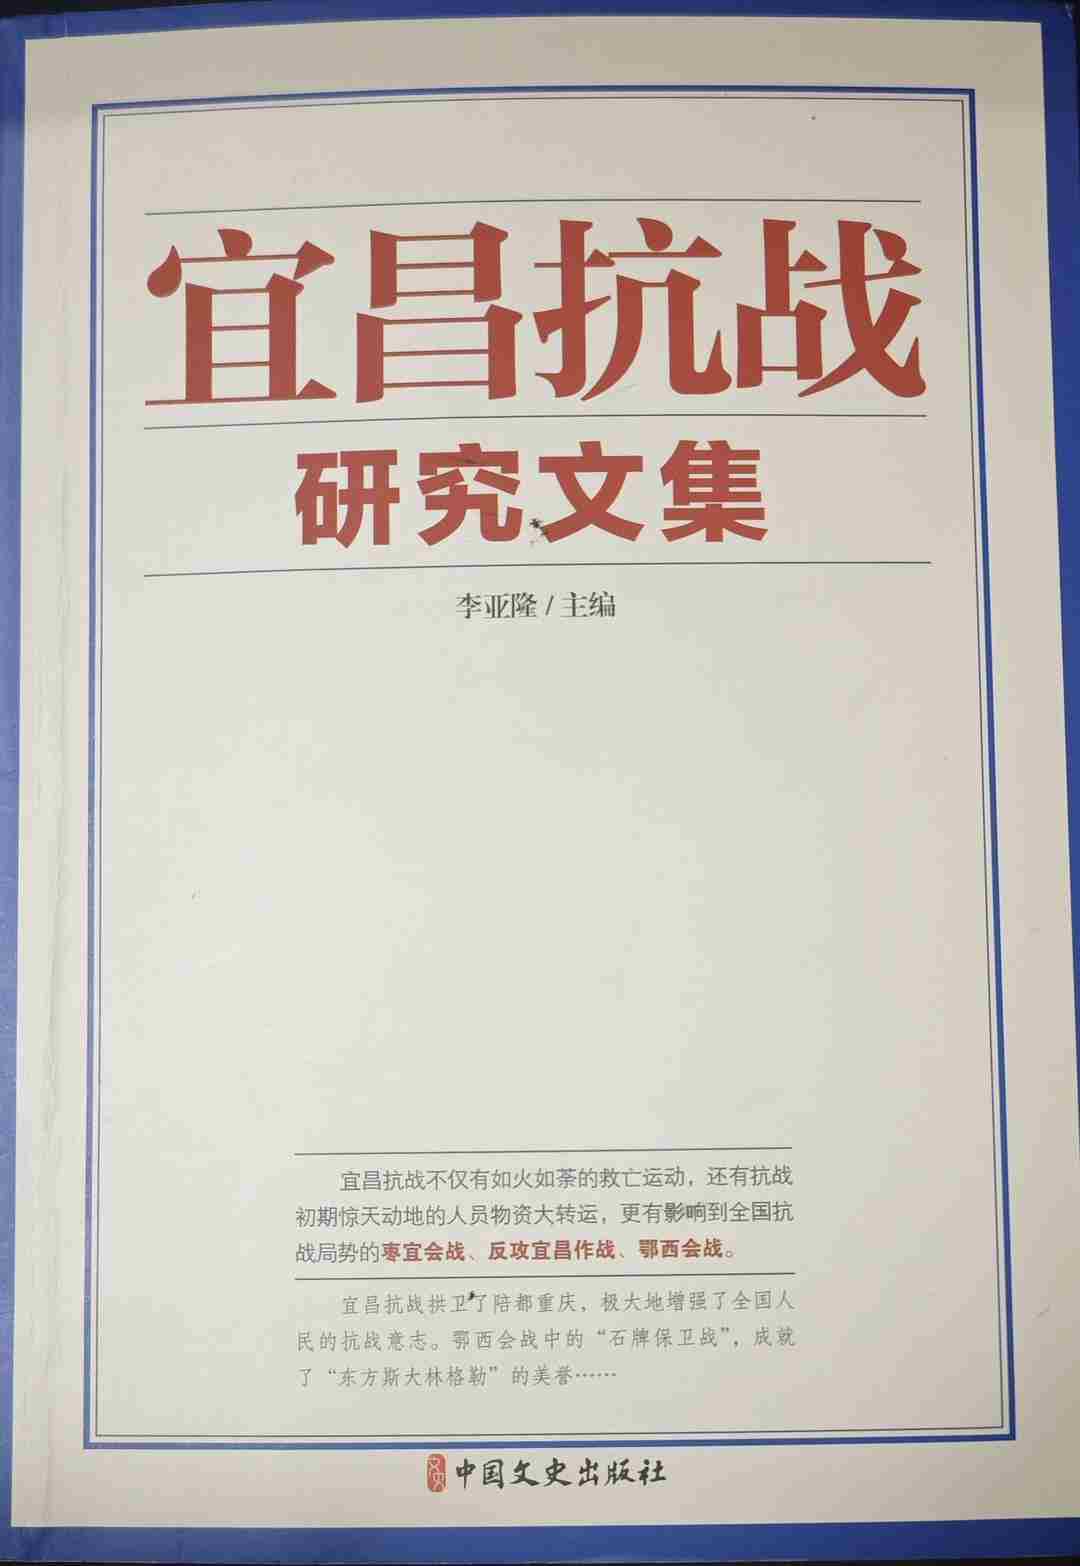 宜昌抗战
研究文集
李亚隆/主编
宜昌抗战不仅有如火如荼的救亡运动，还有抗战
初期惊天动地的人员物资大转运，更有影响到全国抗
战局势的枣宜会战、反攻宜昌作战、鄂西会战。
宜昌抗战拱卫了陪都重庆，极大地增强了全国人
民的抗战意志。鄂西会战中的“石牌保卫战”，成就
了“东方斯大林格勒”的美誉……
文史 中国文史出版社